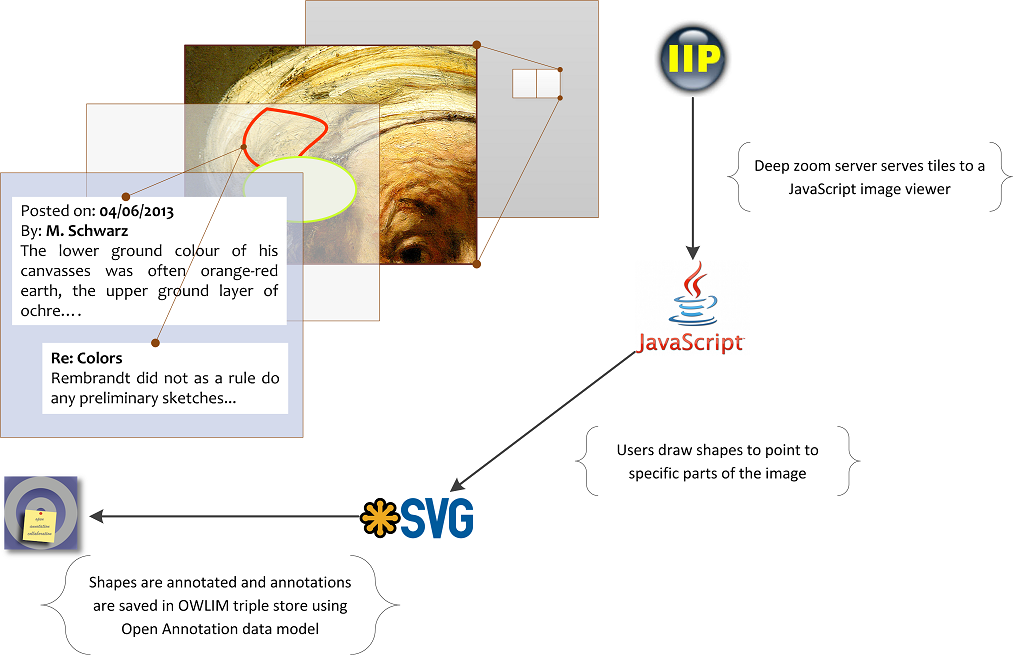 IIP
Deep zoom server serves tiles to a
JavaScript image viewer
Posted on: 04/06/2013
By: M. Schwarz
The lower ground colour of his
canvasses was often orange-red
earth, the upper ground layer of
ochre….
Re: Colors
Rembrandt did not as a rule do
any preliminary sketches...
JavaScript
Users draw shapes to point to
specific parts of the image
SVG
open
annotation
collaboration
Shapes are annotated and annotations
are saved in OWLIM triple store using
Open Annotation data model